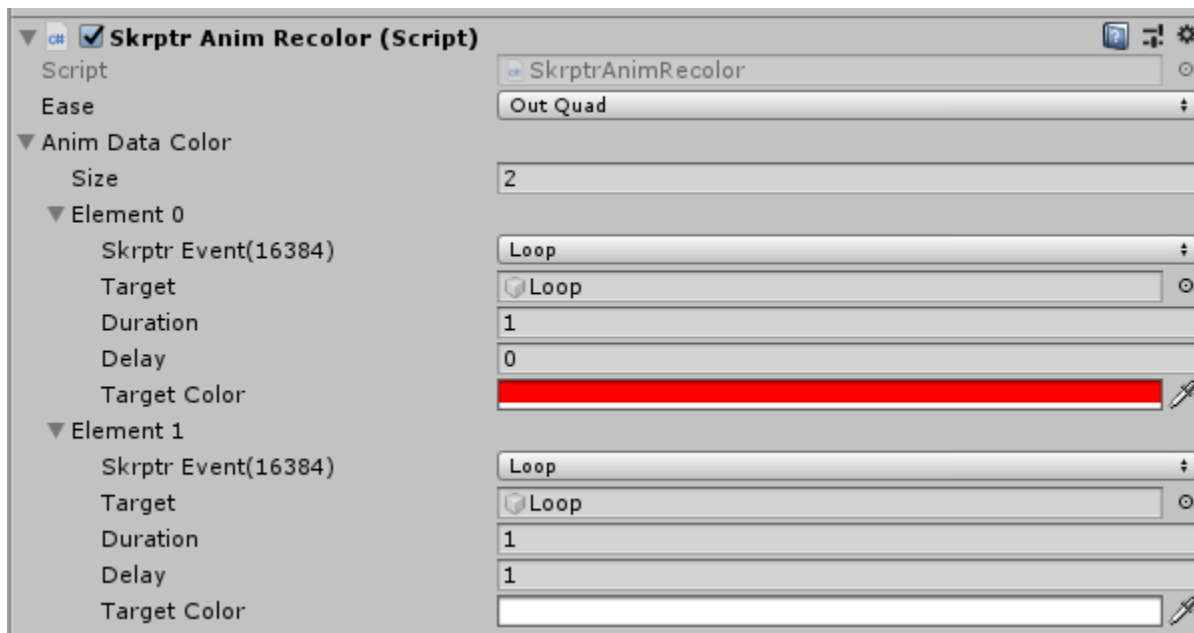 Skrptr Anim Recolor (Script)
Script SkrptrAnimRecolor
Ease Out Quad
Anim Data Color
Size 2
Element 0
Skrptr Event(16384) Loop
Target Loop
Duration 1
Delay 0
Target Color
Element 1
Skrptr Event(16384) Loop
Target Loop
Duration 1
Delay 1
Target Color